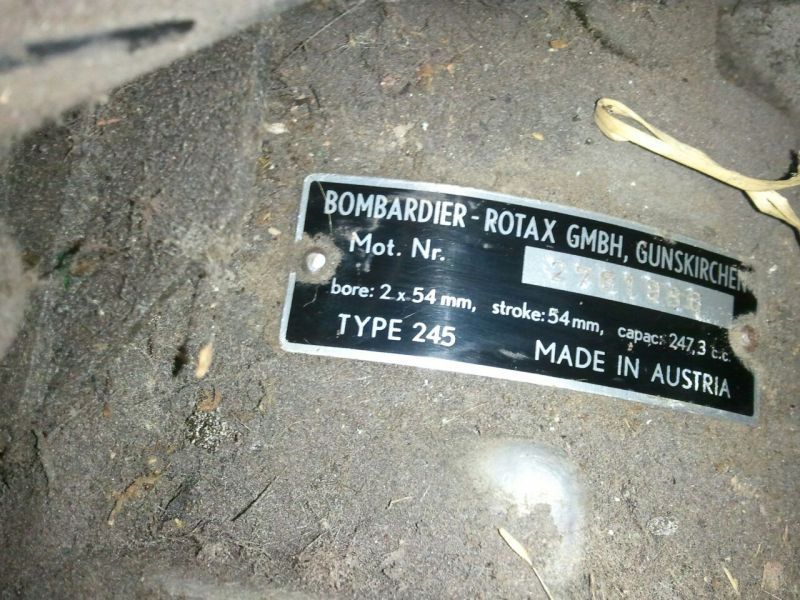 BOMBARDIER-ROTAX GMBH, GUNSKIRCHEN
Mot. Nr.
bore: 2 x 54 mm, stroke: 54 mm, capac: 247,3 c.c.
TYPE 245 MADE IN AUSTRIA